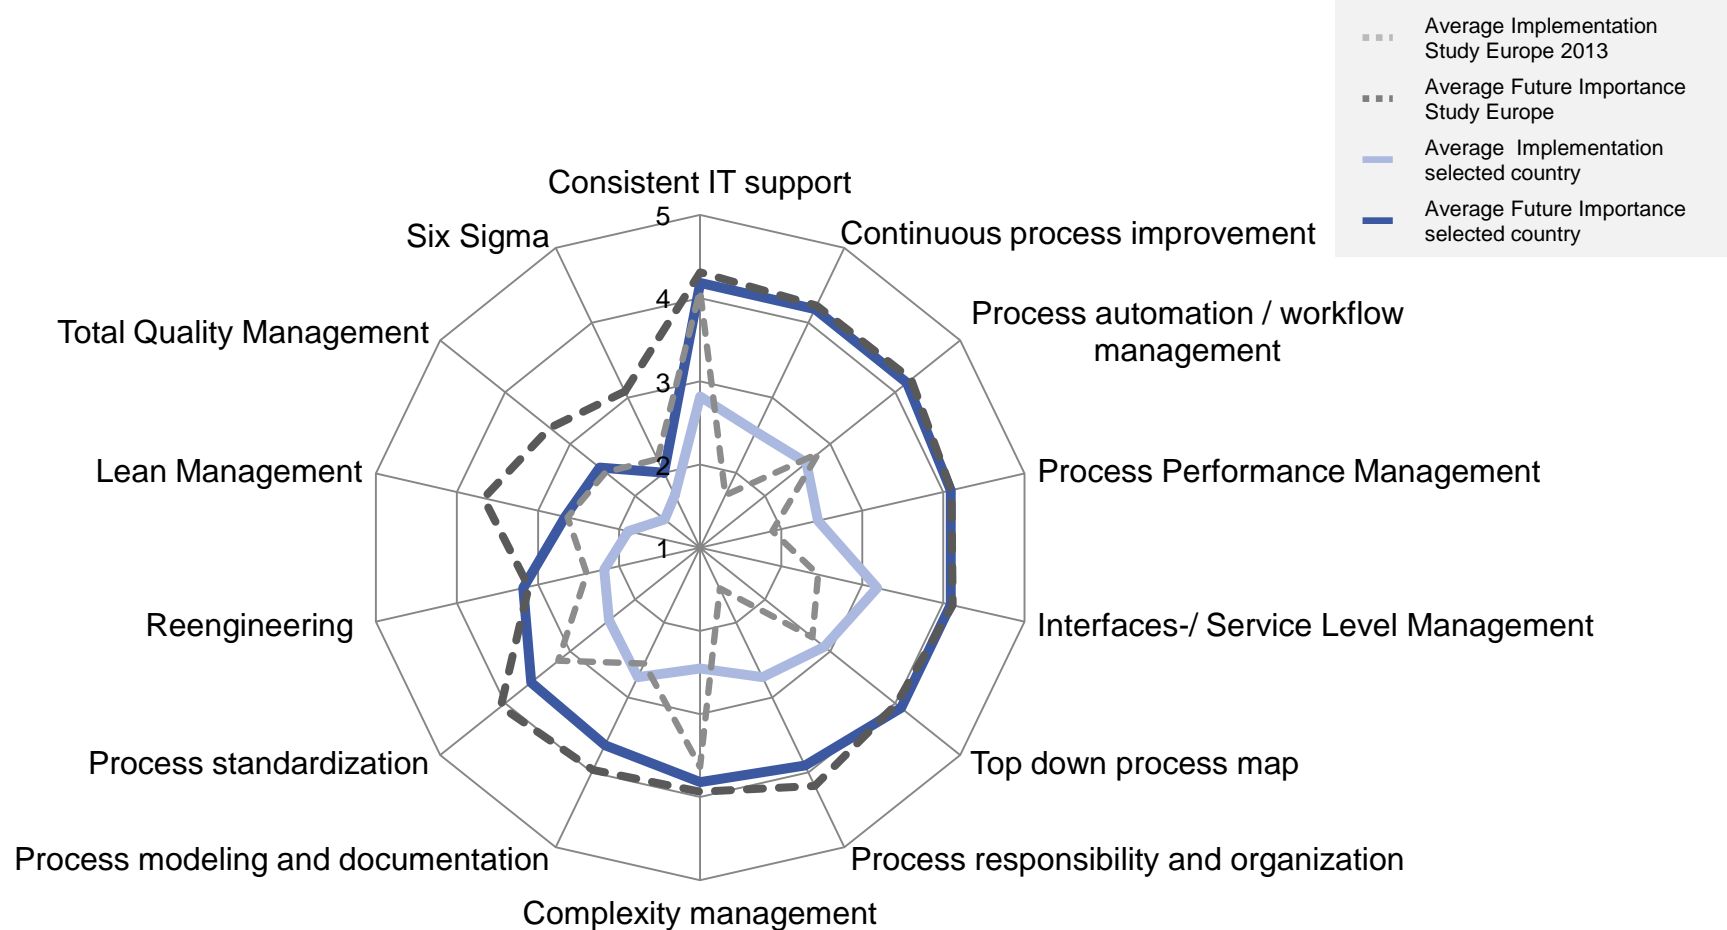 Average Implementation
Study Europe 2013
Average Future Importance
Study Europe
Average  Implementation
selected country
Average Future Importance
selected country
Consistent IT support
5
Six Sigma
Continuous process improvement
4
Process automation / workflow
management
Total Quality Management
3
Lean Management
2
Process Performance Management
1
Reengineering
Interfaces-/ Service Level Management
Process standardization
Top down process map
Process modeling and documentation
Process responsibility and organization
Complexity management